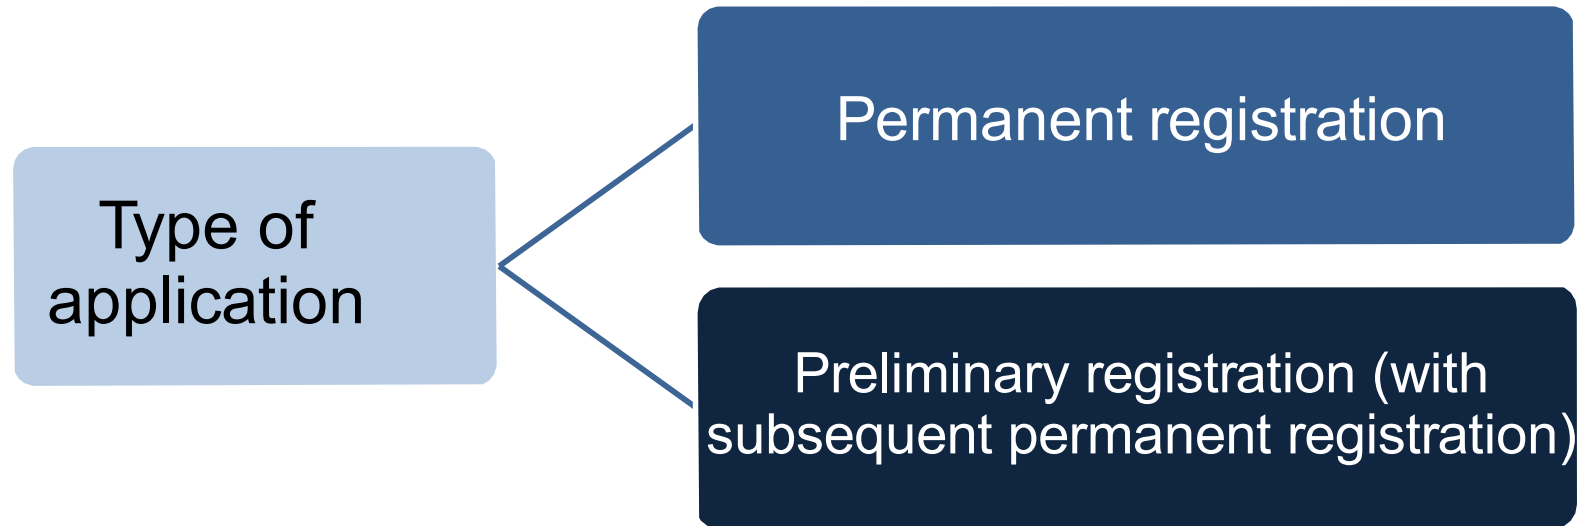 Type of
application
Permanent registration
Preliminary registration (with
subsequent permanent registration)